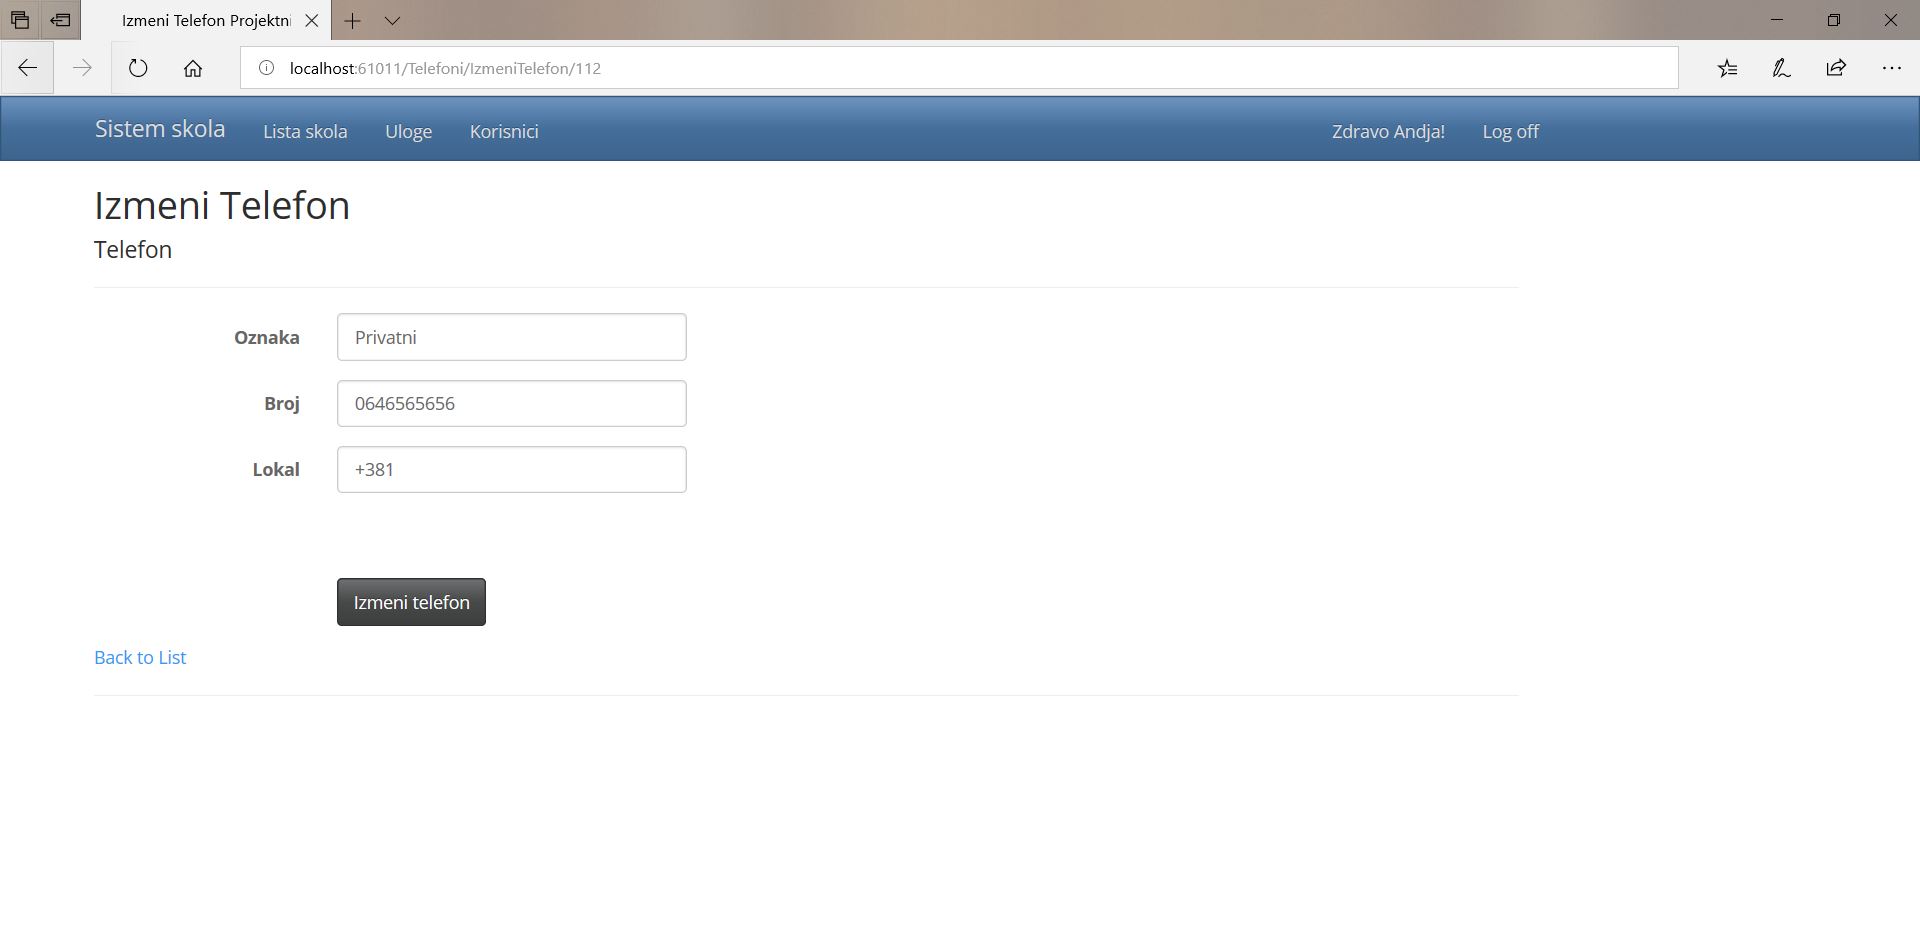 Izmeni Telefon Projektni
localhost:61011/Telefoni/IzmeniTelefon/112
Sistem skola Lista skola Uloge Korisnici Zdravo Andja! Log off
Izmeni Telefon
Telefon
Oznaka Privatni
Broj 0646565656
Lokal +381
Izmeni telefon
Back to List